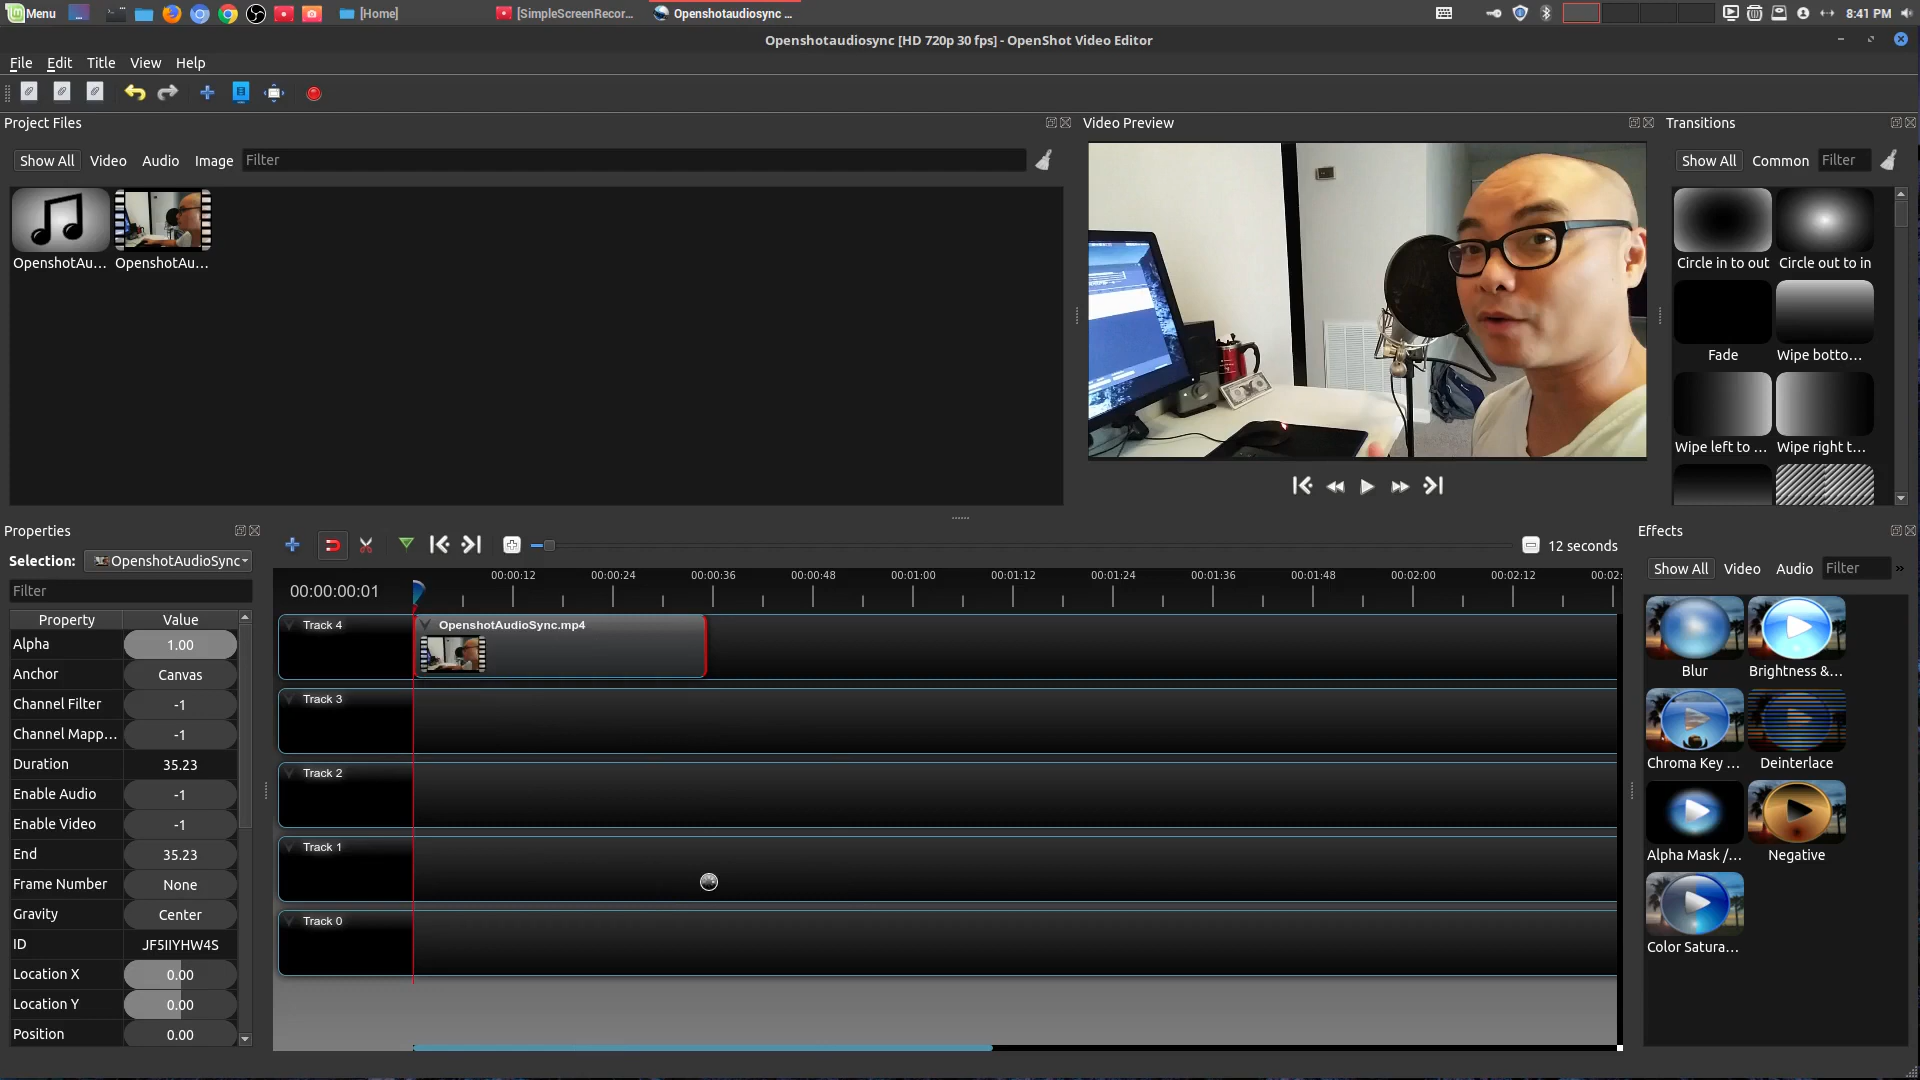 Menu
[Home]
[SimpleScreenRecor...
Openshotaudiosync ...
8:41 PM
Openshotaudiosync [HD 720p 30 fps] - OpenShot Video Editor
File Edit Title View Help
Project Files
Show All Video Audio Image Filter
OpenshotAu... OpenshotAu...
Video Preview
Transitions
Show All Common Filter
Circle in to out Circle out to in
Fade Wipe botto...
Wipe left to ... Wipe right t...
Properties
Selection: OpenshotAudioSync
Filter
Property Value
Alpha 1.00
Anchor Canvas
Channel Filter -1
Channel Mapp... -1
Duration 35.23
Enable Audio -1
Enable Video -1
End 35.23
Frame Number None
Gravity Center
ID JF5IIYHW4S
Location X 0.00
Location Y 0.00
Position 0.00
12 seconds
00:00:00:01
00:00:12 00:00:24 00:00:36 00:00:48 00:01:00 00:01:12 00:01:24 00:01:36 00:01:48 00:02:00 00:02:12 00:02:
Track 4
OpenshotAudioSync.mp4
Track 3
Track 2
Track 1
Track 0
Effects
Show All Video Audio Filter »
Blur Brightness &...
Chroma Key ... Deinterlace
Alpha Mask /... Negative
Color Satura...